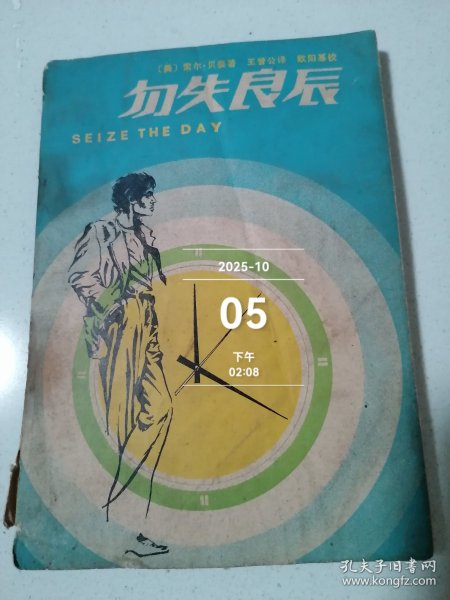 〔美〕索尔·贝娄著 王誉公译 欧阳基校
勿失良辰
SEIZE THE DAY
2025-10
05
下午
02:08
孔夫子旧书网
www.kongfz.com